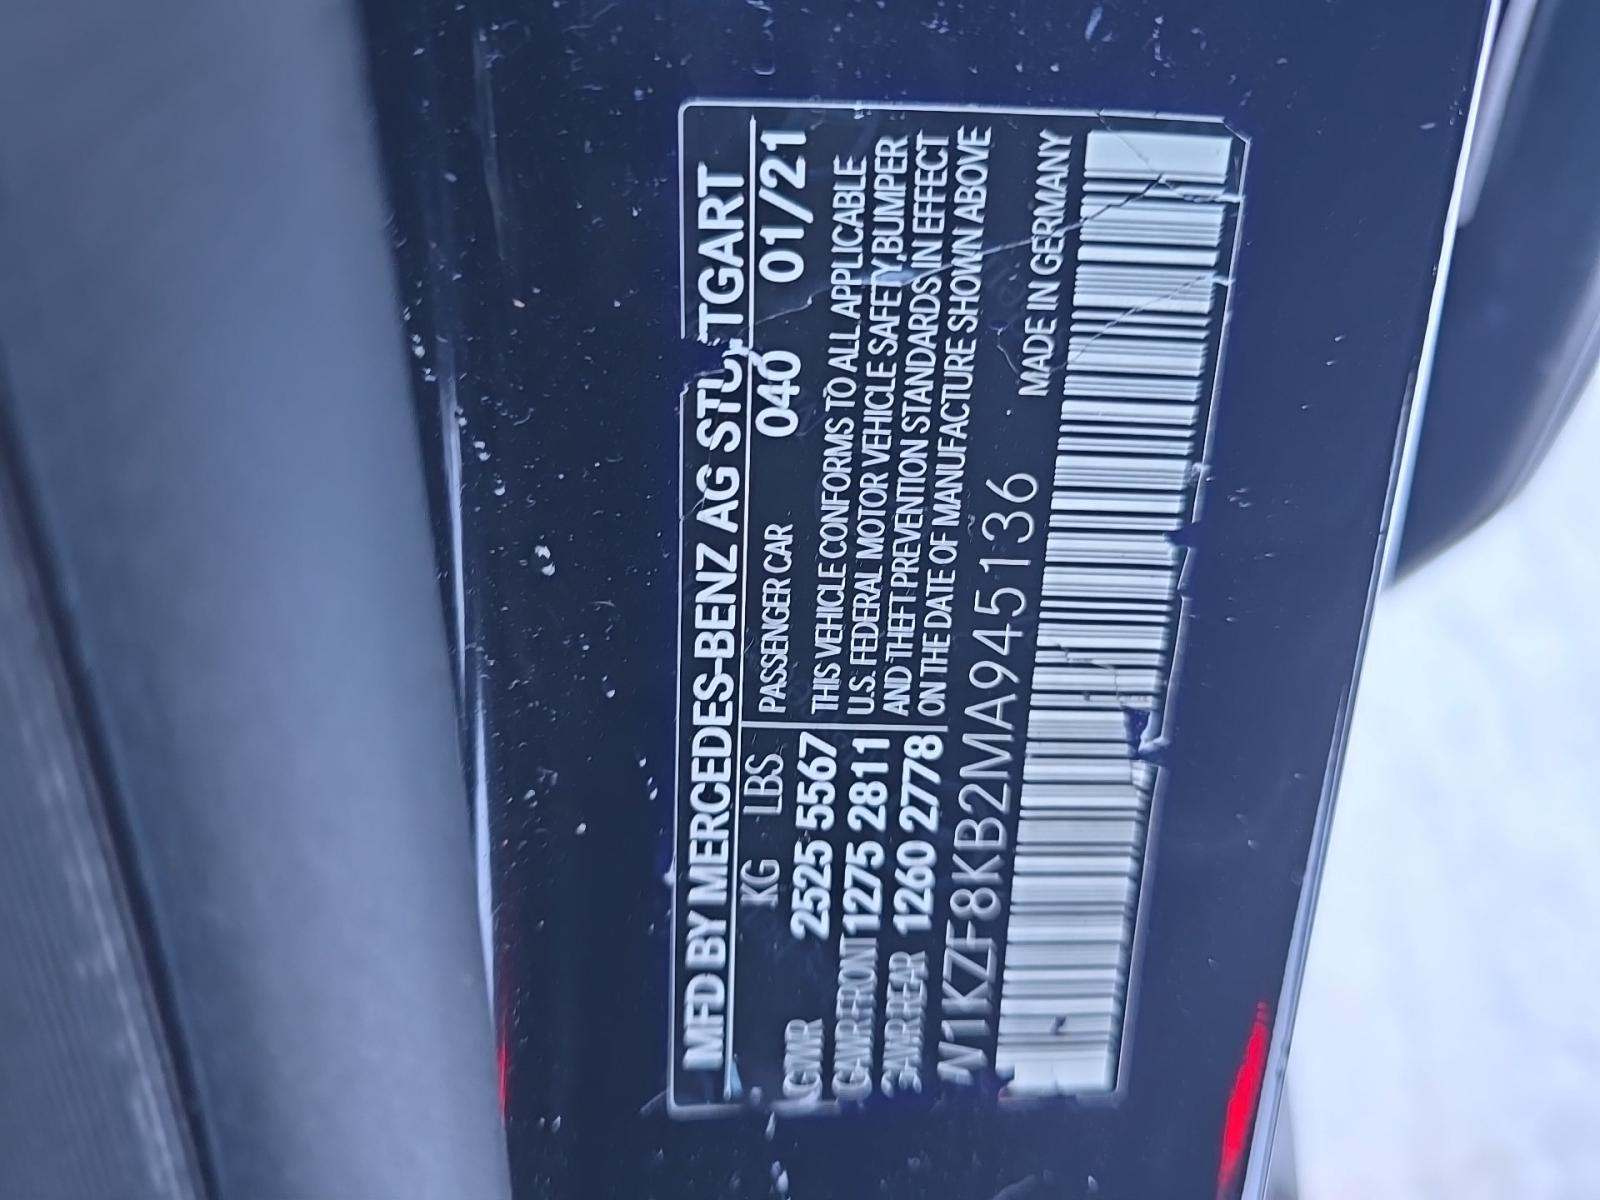 MFD BY MERCEDES-BENZ AG STUTTGART
KG LBS PASSENGER CAR 040 01/21
GVWR 2525 5567 THIS VEHICLE CONFORMS TO ALL APPLICABLE
GAWR FRONT 1275 2811 U.S. FEDERAL MOTOR VEHICLE SAFETY,BUMPER
GAWR REAR 1260 2778 AND THEFT PREVENTION STANDARDS IN EFFECT
ON THE DATE OF MANUFACTURE SHOWN ABOVE
W1KZF8KB2MA945136 MADE IN GERMANY